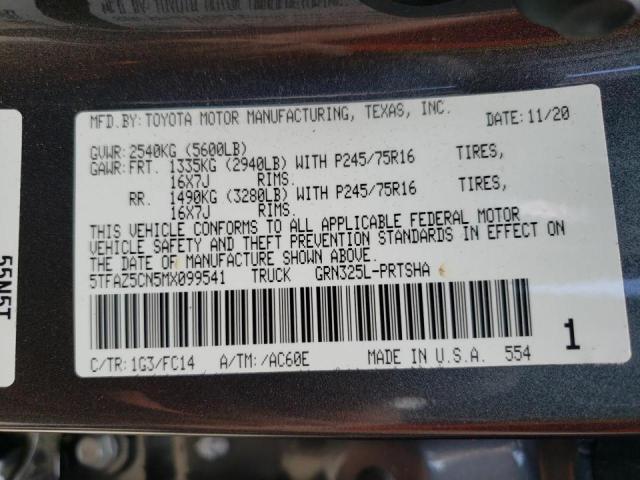 MFD.BY: TOYOTA MOTOR MANUFACTURING, TEXAS, INC. DATE: 11/20
GVWR: 2540KG (5600LB)
GAWR: FRT. 1335KG (2940LB) WITH P245/75R16 TIRES,
16X7J RIMS.
RR. 1490KG (3280LB) WITH P245/75R16 TIRES,
16X7J RIMS.
THIS VEHICLE CONFORMS TO ALL APPLICABLE FEDERAL MOTOR
VEHICLE SAFETY AND THEFT PREVENTION STANDARDS IN EFFECT ON
THE DATE OF MANUFACTURE SHOWN ABOVE.
5TFAZ5CN5MX099541 TRUCK GRN325L-PRTSHA
C/TR: 1G3/FC14 A/TM: /AC60E MADE IN U.S.A. 554 1
55N5T